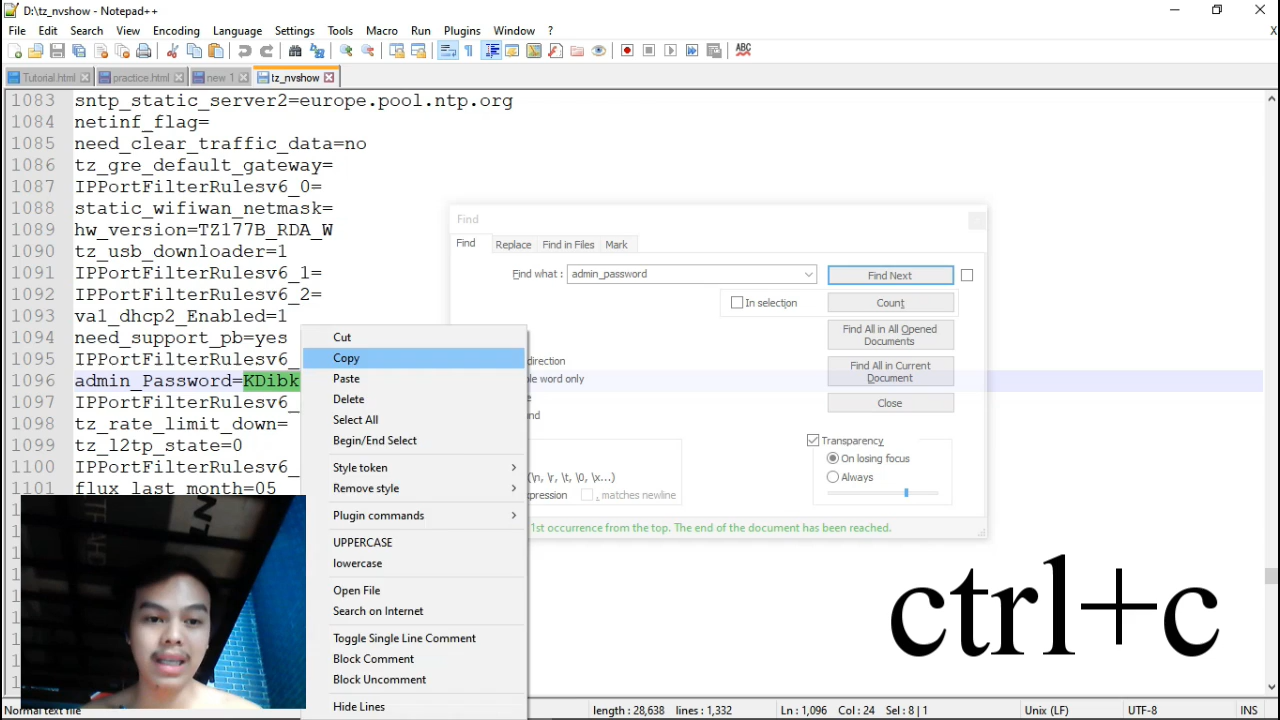 D:\tz_nvshow - Notepad++
File Edit Search View Encoding Language Settings Tools Macro Run Plugins Window ?
Tutorial.html practice.html new 1 tz_nvshow
1083 sntp_static_server2=europe.pool.ntp.org
1084 netinf_flag=
1085 need_clear_traffic_data=no
1086 tz_gre_default_gateway=
1087 IPPortFilterRulesv6_0=
1088 static_wifiwan_netmask=
1089 hw_version=TZ177B_RDA_W
1090 tz_usb_downloader=1
1091 IPPortFilterRulesv6_1=
1092 IPPortFilterRulesv6_2=
1093 va1_dhcp2_Enabled=1
1094 need_support_pb=yes
1095 IPPortFilterRulesv6_
1096 admin_Password=KDibk
1097 IPPortFilterRulesv6_
1098 tz_rate_limit_down=
1099 tz_l2tp_state=0
1100 IPPortFilterRulesv6_
1101 flux_last_month=05
Cut
Copy
Paste
Delete
Select All
Begin/End Select
Style token
Remove style
Plugin commands
UPPERCASE
lowercase
Open File
Search on Internet
Toggle Single Line Comment
Block Comment
Block Uncomment
Hide Lines
Find
Find Replace Find in Files Mark
Find what : admin_password
Find Next
In selection
Count
Find All in All Opened
Documents
direction
Find All in Current
Document
ple word only
Close
Transparency
On losing focus
(\n, \r, \t, \0, \x...)
Always
xpression . matches newline
1st occurrence from the top. The end of the document has been reached.
ctrl+c
Normal text file length : 28,638 lines : 1,332 Ln : 1,096 Col : 24 Sel : 8 | 1 Unix (LF) UTF-8 INS